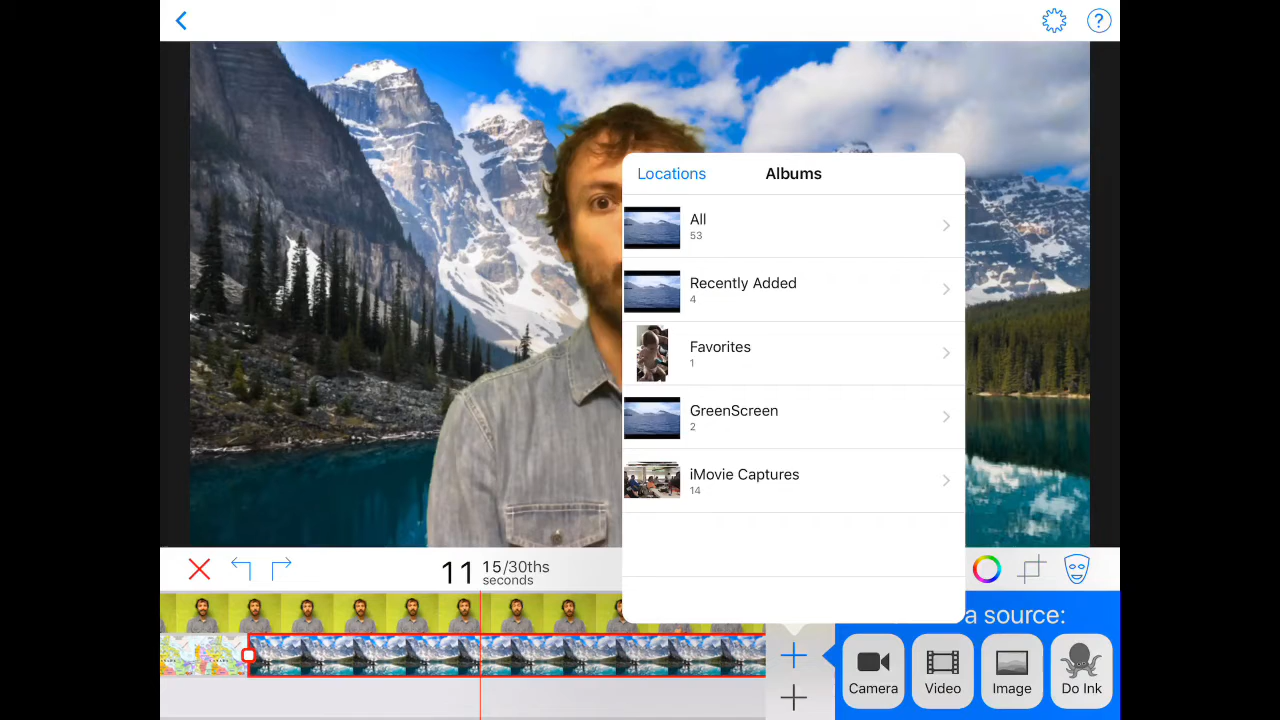 ?
Locations Albums
All
53
Recently Added
4
Favorites
1
GreenScreen
2
iMovie Captures
14
11 15/30ths
seconds
a source:
Camera Video Image Do Ink